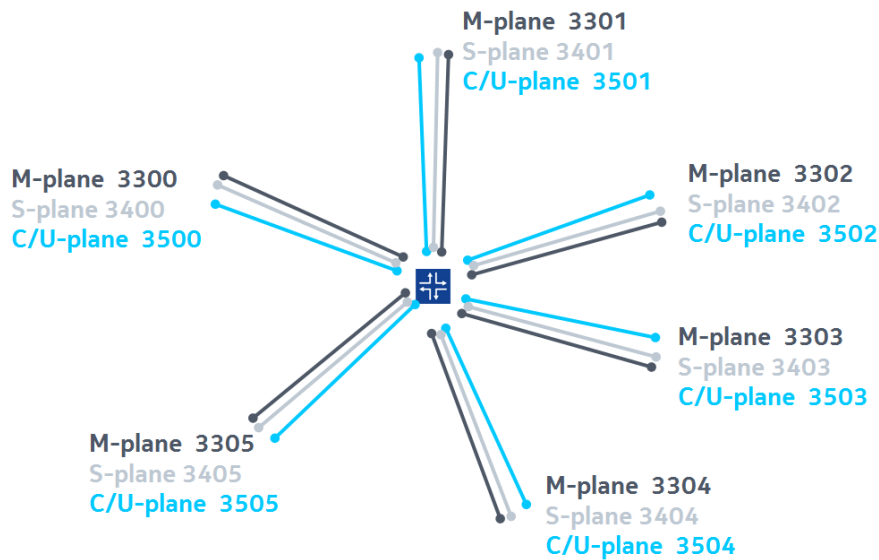 M-plane 3301
S-plane 3401
C/U-plane 3501
M-plane 3300
S-plane 3400
C/U-plane 3500
M-plane 3302
S-plane 3402
C/U-plane 3502
M-plane 3303
S-plane 3403
C/U-plane 3503
M-plane 3305
S-plane 3405
C/U-plane 3505
M-plane 3304
S-plane 3404
C/U-plane 3504